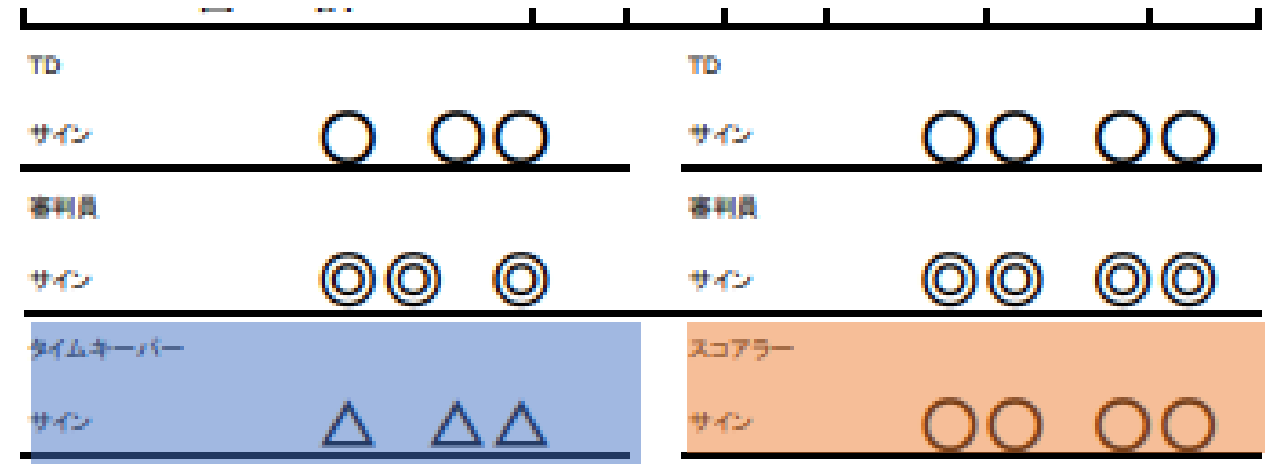 TD TD
サイン ○ ○○ サイン ○○ ○○
審判員 審判員
サイン ◎◎ ◎ サイン ◎◎ ◎◎
タイムキーパー スコアラー
サイン △ △△ サイン ○○ ○○